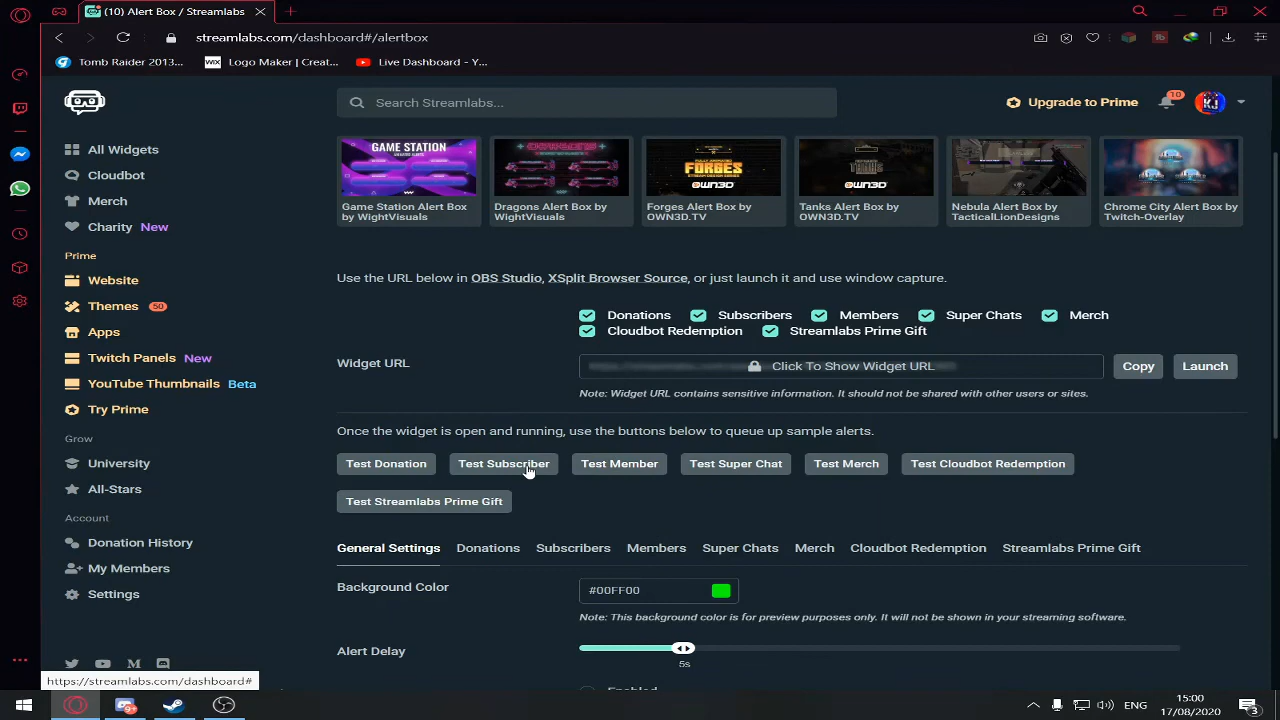 (10) Alert Box / Streamlabs
streamlabs.com/dashboard#/alertbox
Tomb Raider 2013...
WiX
Logo Maker | Creat...
Live Dashboard - Y...
Search Streamlabs...
Upgrade to Prime
10
KJ
All Widgets
Cloudbot
Merch
Charity New
Prime
Website
Themes 50
Apps
Twitch Panels New
YouTube Thumbnails Beta
Try Prime
Grow
University
All-Stars
Account
Donation History
My Members
Settings
https://streamlabs.com/dashboard#
GAME STATION
Game Station Alert Box
by WightVisuals
Dragons Alert Box by
WightVisuals
FORGES
OWN3D
Forges Alert Box by
OWN3D.TV
TANKS
OWN3D
Tanks Alert Box by
OWN3D.TV
Nebula Alert Box by
TacticalLionDesigns
Chrome City Alert Box
by Twitch-Overlay
Use the URL below in OBS Studio, XSplit Browser Source, or just launch it and use window capture.
Donations Subscribers Members Super Chats Merch
Cloudbot Redemption Streamlabs Prime Gift
Widget URL
Click To Show Widget URL
Copy
Launch
Note: Widget URL contains sensitive information. It should not be shared with other users or sites.
Once the widget is open and running, use the buttons below to queue up sample alerts.
Test Donation Test Subscriber Test Member Test Super Chat Test Merch Test Cloudbot Redemption
Test Streamlabs Prime Gift
General Settings Donations Subscribers Members Super Chats Merch Cloudbot Redemption Streamlabs Prime Gift
Background Color
#00FF00
Note: This background color is for preview purposes only. It will not be shown in your streaming software.
Alert Delay
5s
Enabled
9+
ENG
15:00
17/08/2020
3